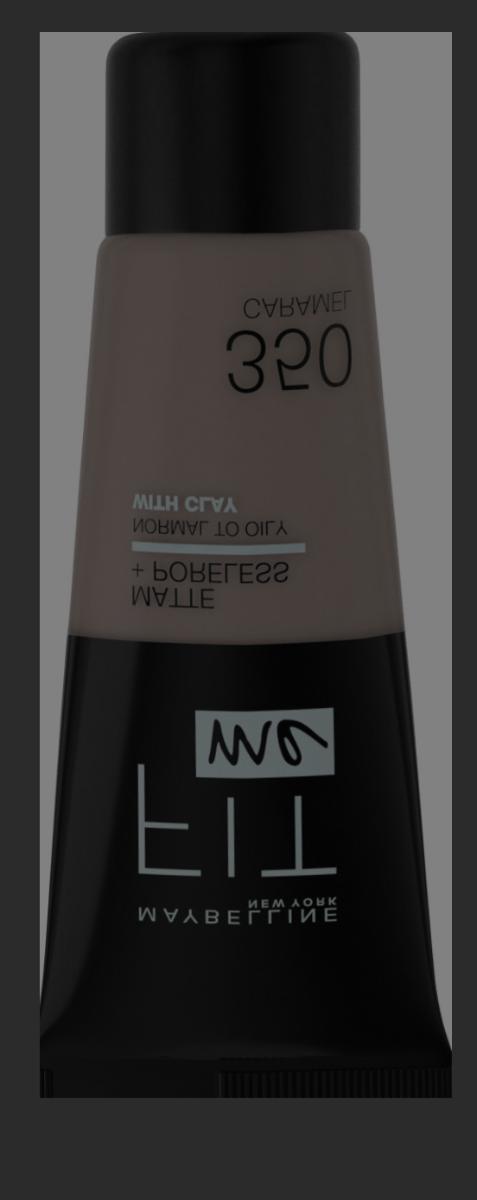 MAYBELLINE
NEW YORK
FIT
me
MATTE
+ PORELESS
NORMAL TO OILY
WITH CLAY
350
CARAMEL